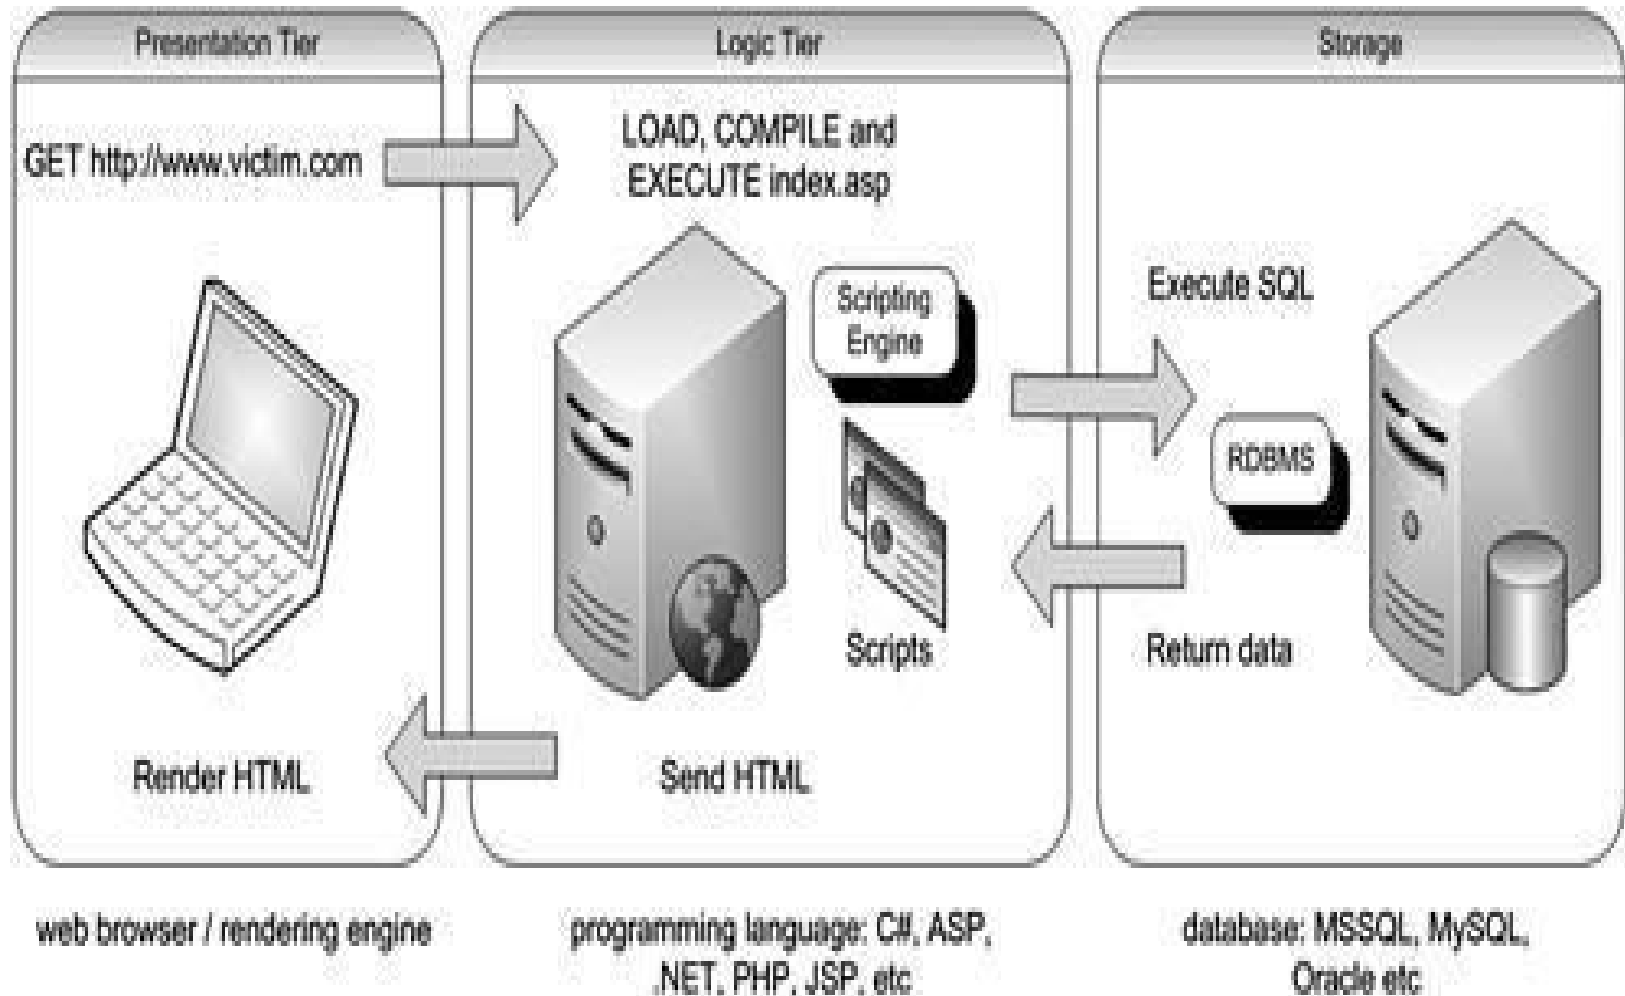 Presentation Tier
Logic Tier
Storage
GET http://www.victim.com
LOAD, COMPILE and
EXECUTE index.asp
Scripting
Engine
Execute SQL
RDBMS
Scripts
Return data
Render HTML
Send HTML
web browser / rendering engine
programming language: C#, ASP,
.NET, PHP, JSP, etc
database: MSSQL, MySQL,
Oracle etc